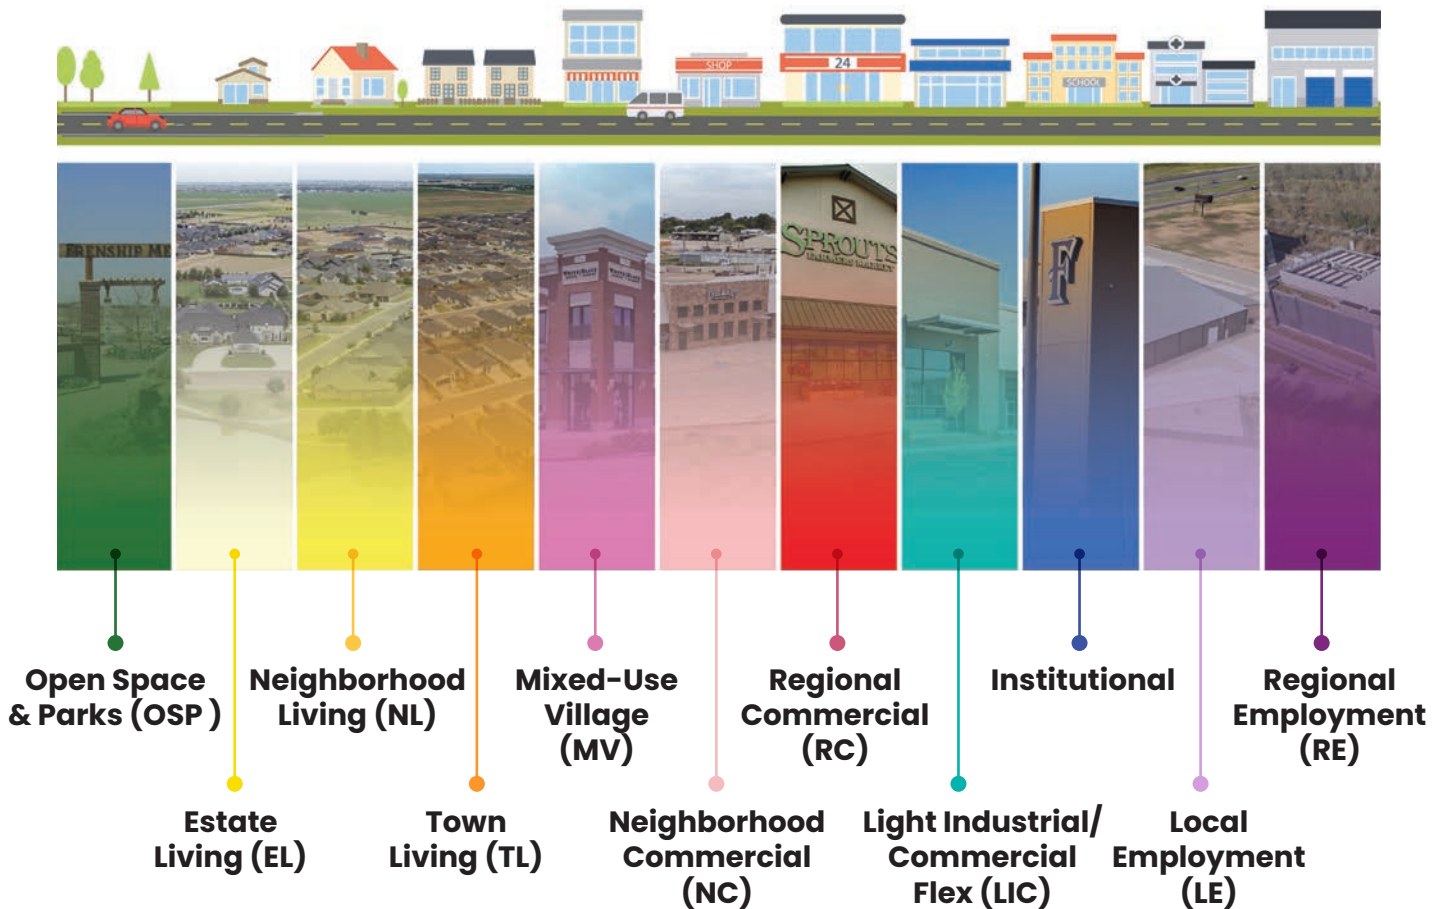 SHOP
24
SCHOOL
SPROUTS
FARMERS MARKET
F
Open Space
& Parks (OSP )
Neighborhood
Living (NL)
Mixed-Use
Village
(MV)
Regional
Commercial
(RC)
Institutional
Regional
Employment
(RE)
Estate
Living (EL)
Town
Living (TL)
Neighborhood
Commercial
(NC)
Light Industrial/
Commercial
Flex (LIC)
Local
Employment
(LE)